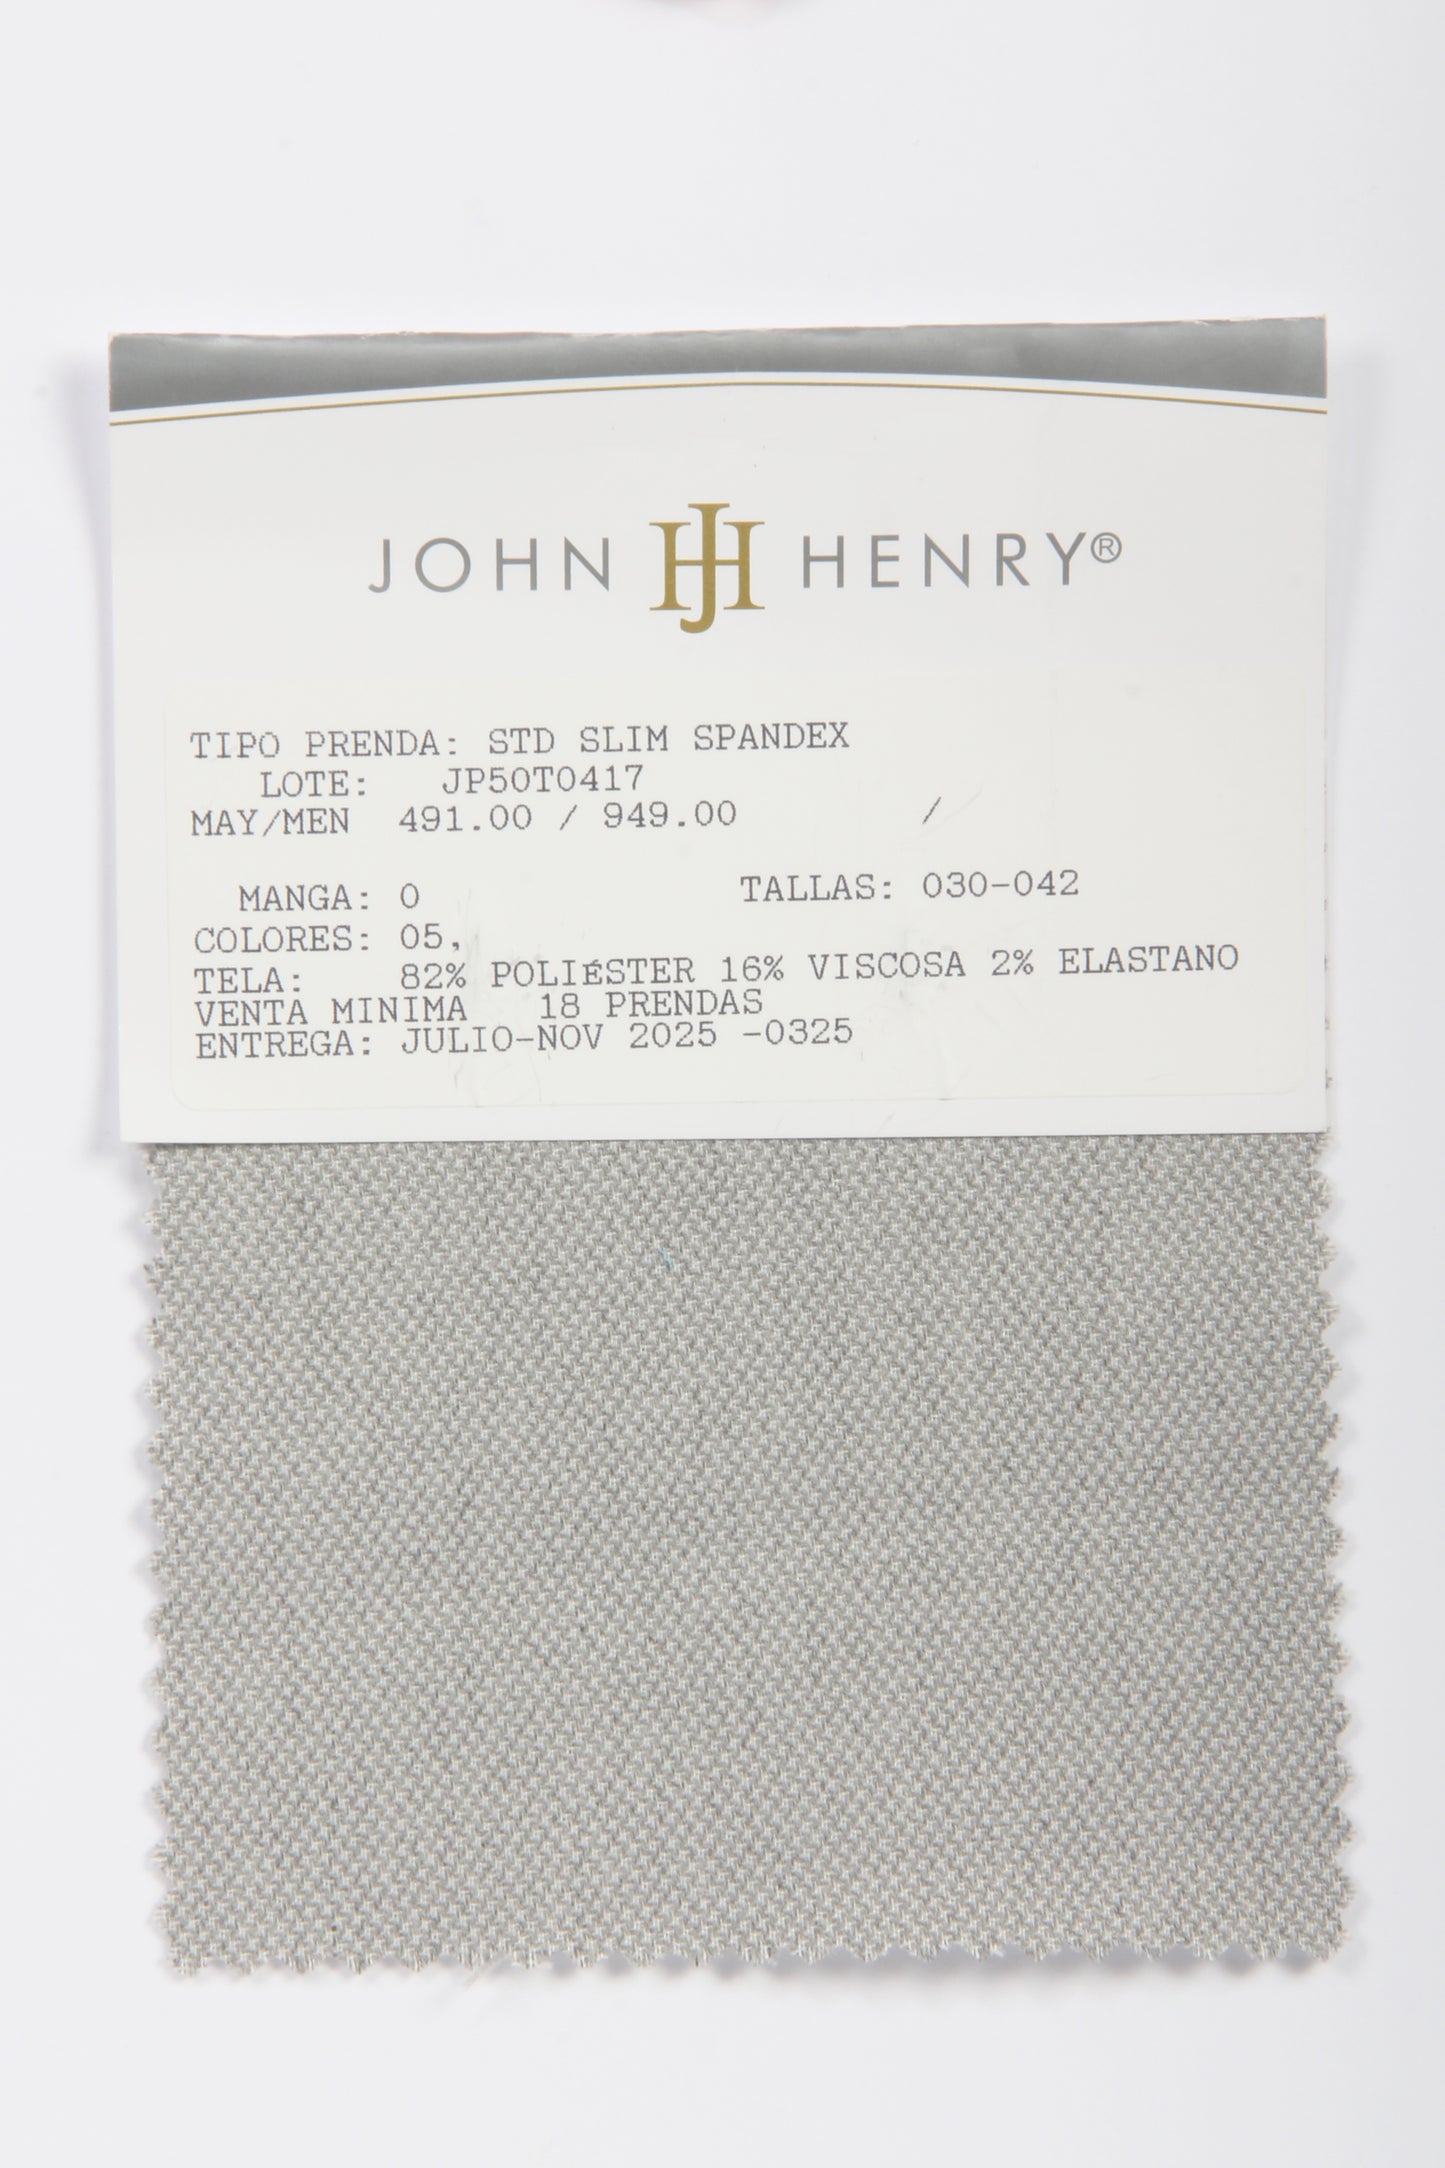 JOHN JH HENRY®
TIPO PRENDA: STD SLIM SPANDEX
LOTE: JP50T0417
MAY/MEN 491.00 / 949.00 /
MANGA: 0 TALLAS: 030-042
COLORES: 05,
TELA: 82% POLIÉSTER 16% VISCOSA 2% ELASTANO
VENTA MINIMA 18 PRENDAS
ENTREGA: JULIO-NOV 2025 -0325